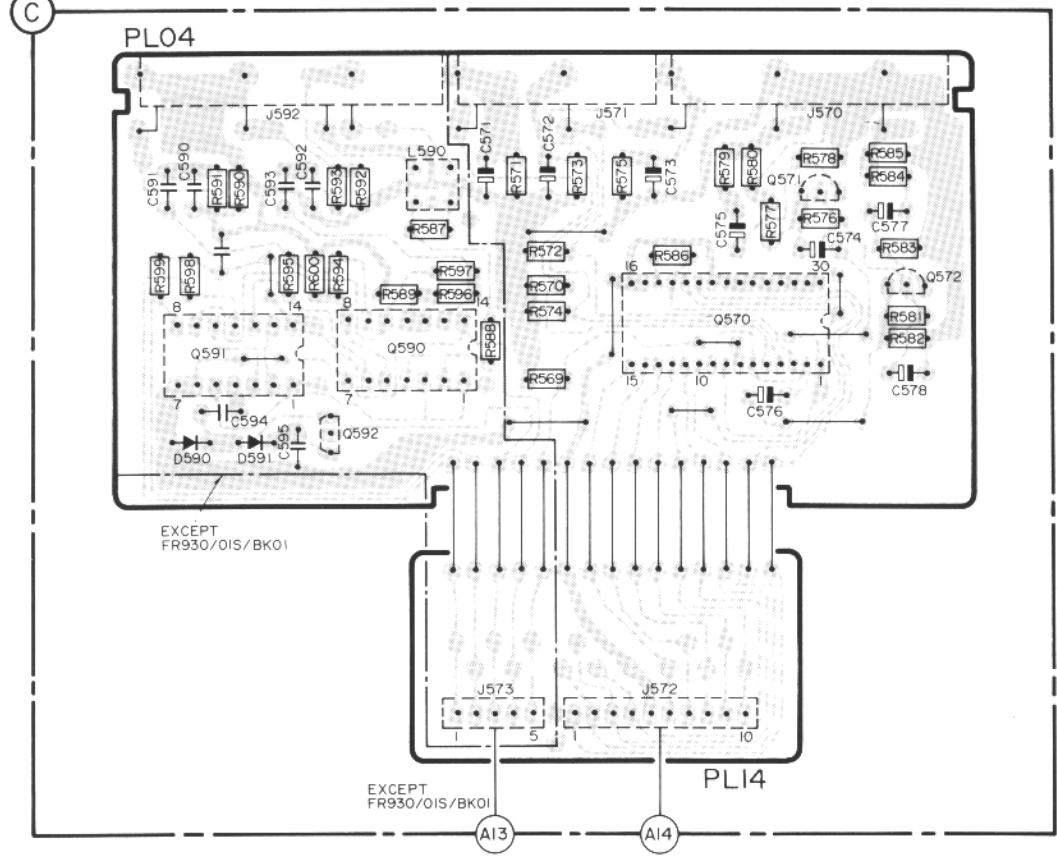 C
PL04
J592
J571
J570
C591
C590
R591
R590
C593
C592
R593
R592
L590
C571
R571
C572
R573
R575
C573
R579
R580
R578
R585
R584
Q571
R587
C575
R577
R576
C577
C574
R583
R572
R586
R599
R598
R595
R600
R594
R597
R589
R596
R570
R574
16
30
Q572
8
14
8
14
R588
Q591
Q590
Q570
R581
R582
7
1
7
1
R569
15
10
1
C576
C578
C594
D590
D591
C595
Q592
EXCEPT
FR930/01S/BK01
J573
J572
1
5
1
10
PL14
EXCEPT
FR930/01S/BK01
A13
A14